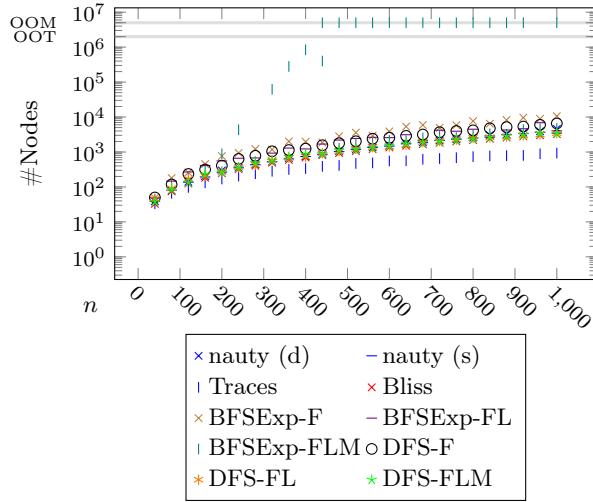 10^7
OOM
OOT
10^6
10^5
10^4
10^3
10^2
10^1
10^0
#Nodes
0 100 200 300 400 500 600 700 800 900 1,000
n
nauty (d) nauty (s)
Traces Bliss
BFSExp-F BFSExp-FL
BFSExp-FLM DFS-F
DFS-FL DFS-FLM